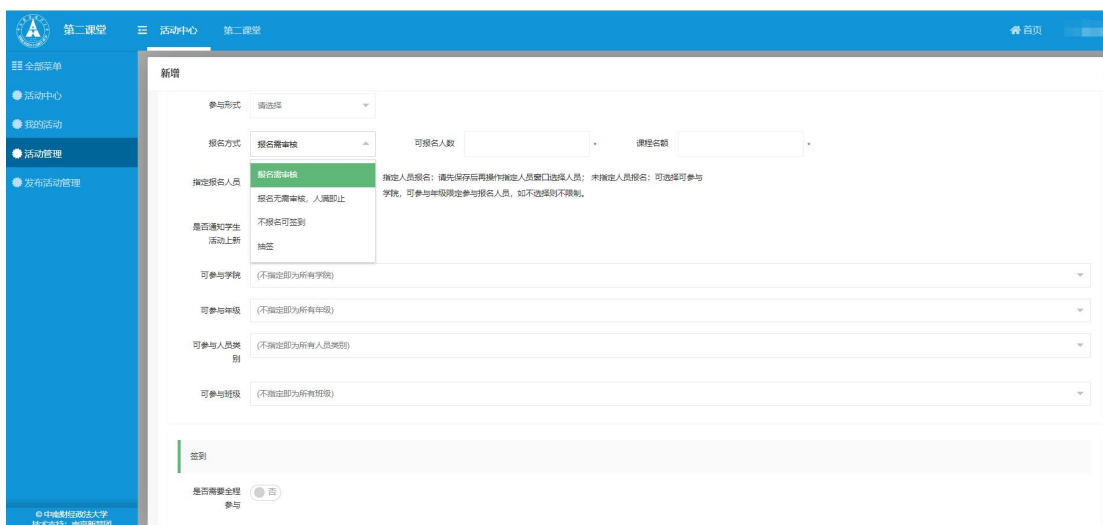 第二课堂
活动中心
第二课堂
首页
全部菜单
活动中心
我的活动
活动管理
发布活动管理
新增
参与形式 请选择
报名方式 报名需审核 可报名人数 * 课程名额 *
报名需审核
报名无需审核，人满即止
不报名可签到
抽签
指定报名人员
指定人员报名：请先保存后再操作指定人员窗口选择人员； 未指定人员报名：可选择可参与
学院，可参与年级限定参与报名人员，如不选择则不限制。
是否通知学生
活动上新
可参与学院 (不指定即为所有学院)
可参与年级 (不指定即为所有年级)
可参与人员类
别
(不指定即为所有人员类别)
可参与班级 (不指定即为所有班级)
签到
是否需要全程
参与
否
© 中南财经政法大学